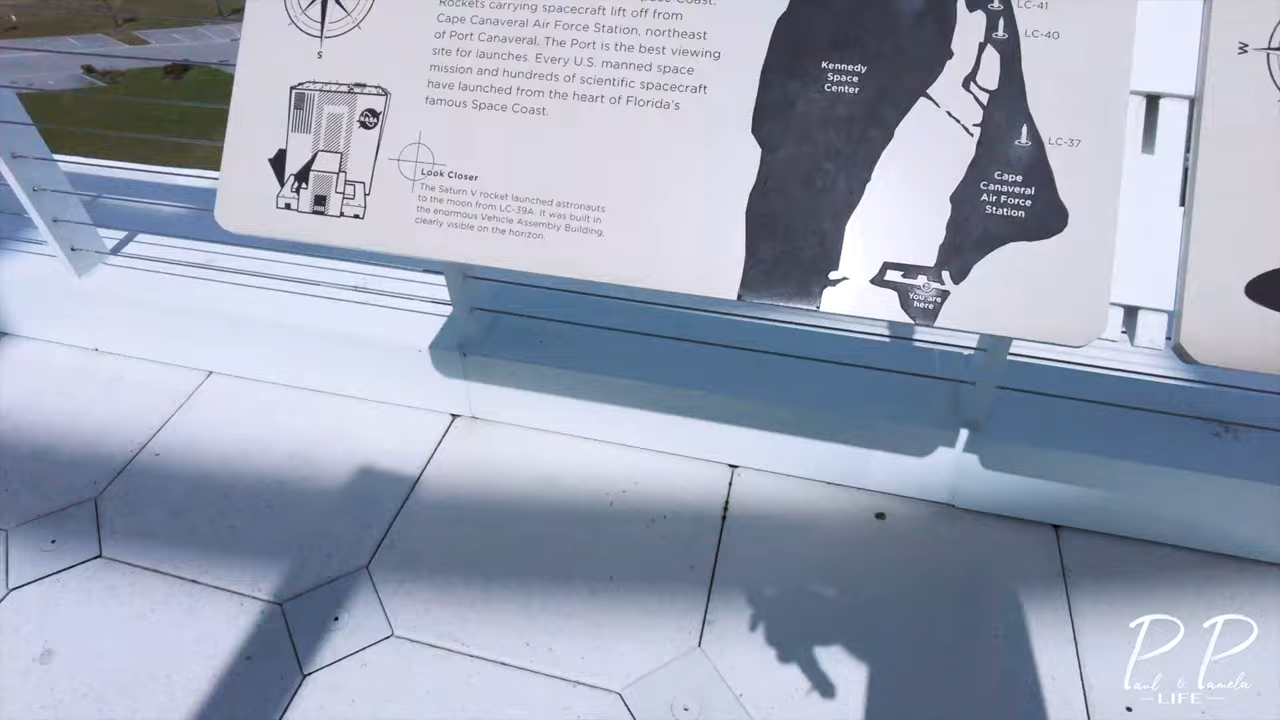 Rockets carrying spacecraft lift off from
Cape Canaveral Air Force Station, northeast
of Port Canaveral. The Port is the best viewing
site for launches. Every U.S. manned space
mission and hundreds of scientific spacecraft
have launched from the heart of Florida's
famous Space Coast.
S
NASA
Look Closer
The Saturn V rocket launched astronauts
to the moon from LC-39A. It was built in
the enormous Vehicle Assembly Building,
clearly visible on the horizon.
LC-41
LC-40
Kennedy
Space
Center
LC-37
Cape
Canaveral
Air Force
Station
You are
here
W
Paul & Pamela
LIFE